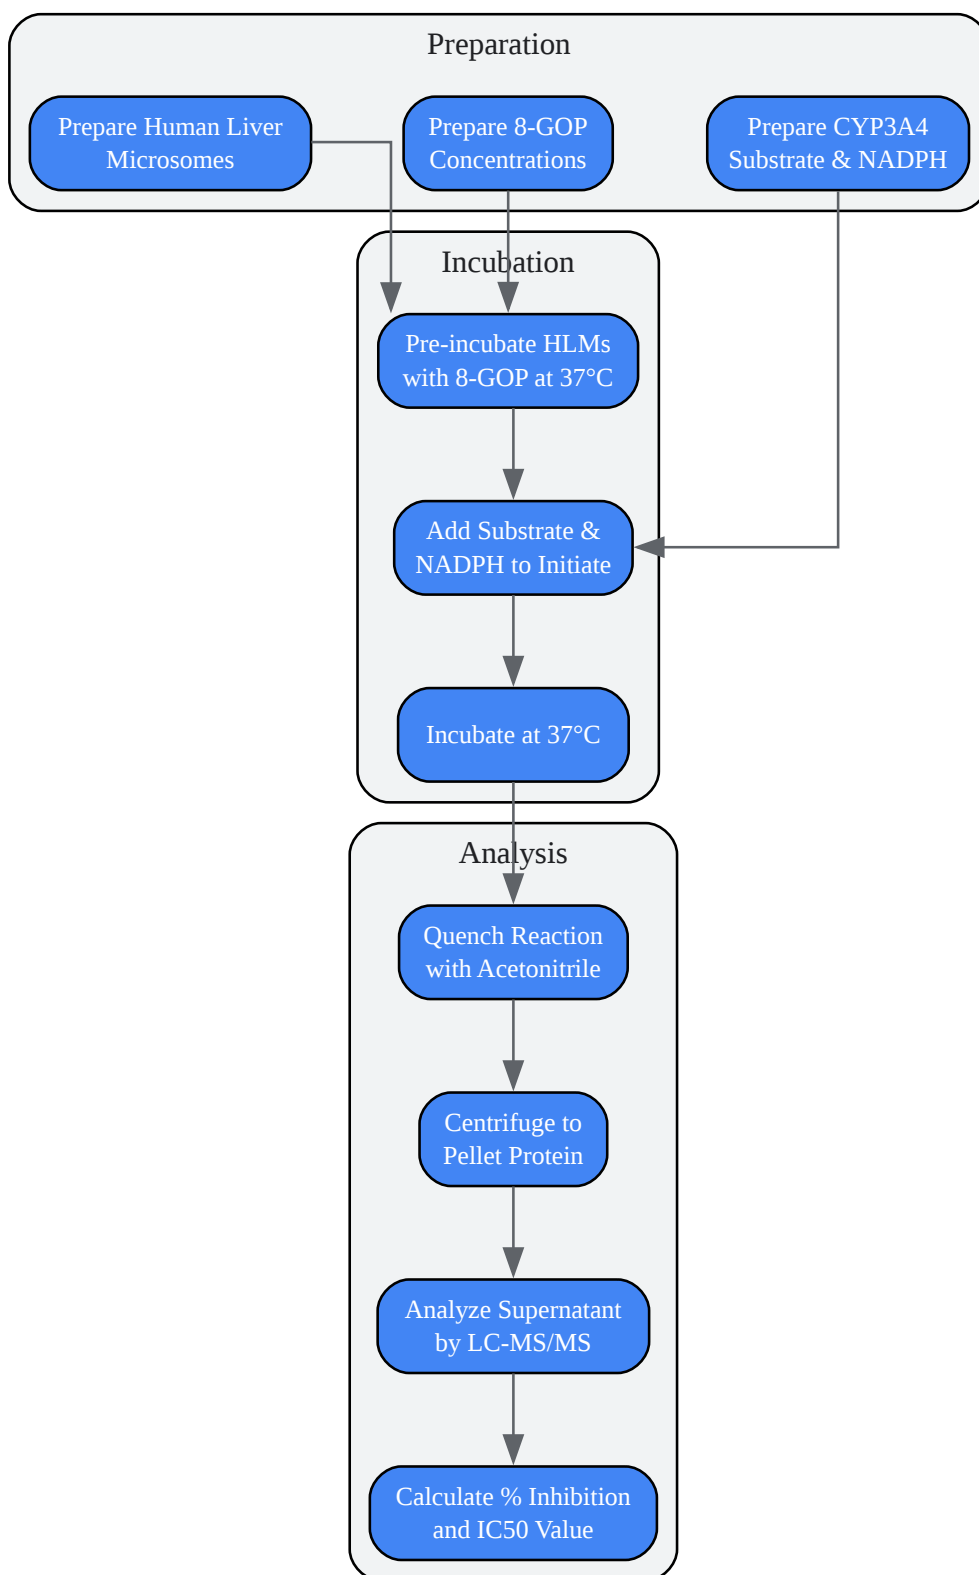 Preparation
Prepare Human Liver
Microsomes
Prepare 8-GOP
Concentrations
Prepare CYP3A4
Substrate & NADPH
Incubation
Pre-incubate HLMs
with 8-GOP at 37°C
Add Substrate &
NADPH to Initiate
Incubate at 37°C
Analysis
Quench Reaction
with Acetonitrile
Centrifuge to
Pellet Protein
Analyze Supernatant
by LC-MS/MS
Calculate % Inhibition
and IC50 Value